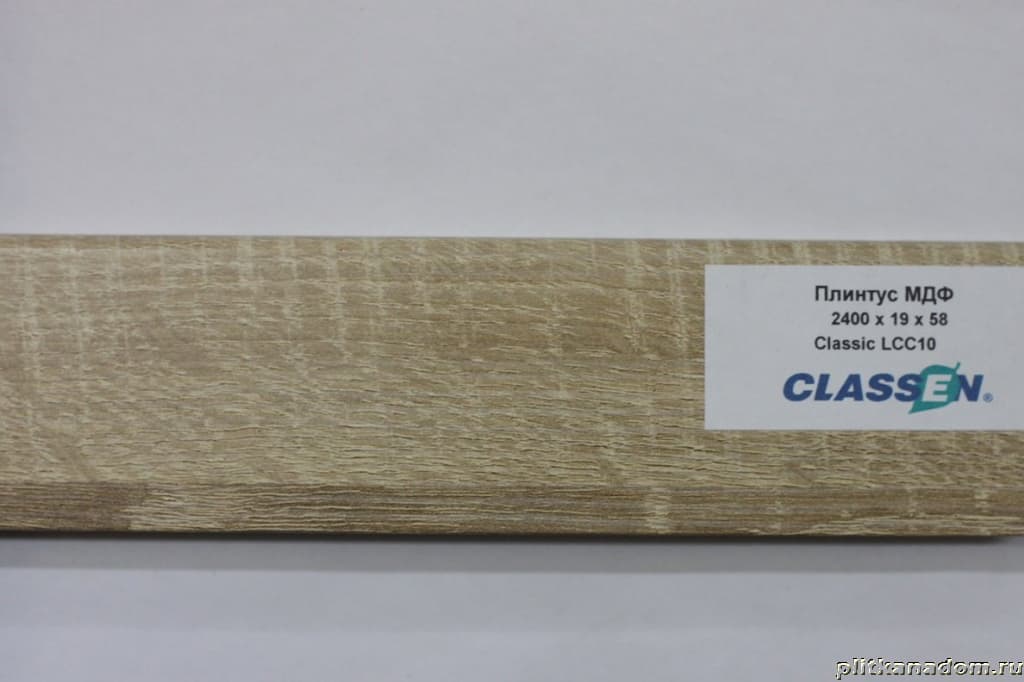 Плинтус МДФ
2400 x 19 x 58
Classic LCC10
CLASSEN®
plitkanadom.ru